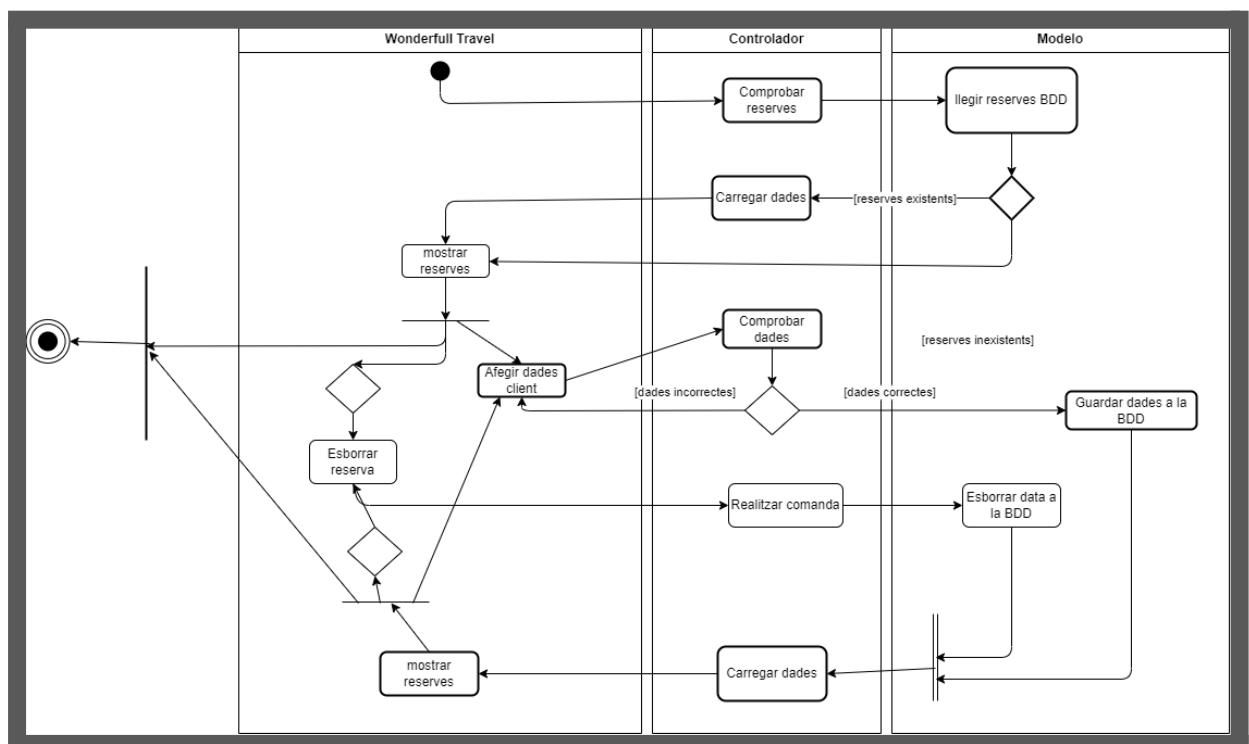 Wonderfull Travel
Controlador
Modelo
Comprobar
reserves
llegir reserves BDD
Carregar dades
[reserves existents]
mostrar
reserves
Comprobar
dades
[reserves inexistents]
Afegir dades
client
[dades incorrectes]
[dades correctes]
Guardar dades a la
BDD
Esborrar
reserva
Realitzar comanda
Esborrar data a
la BDD
mostrar
reserves
Carregar dades